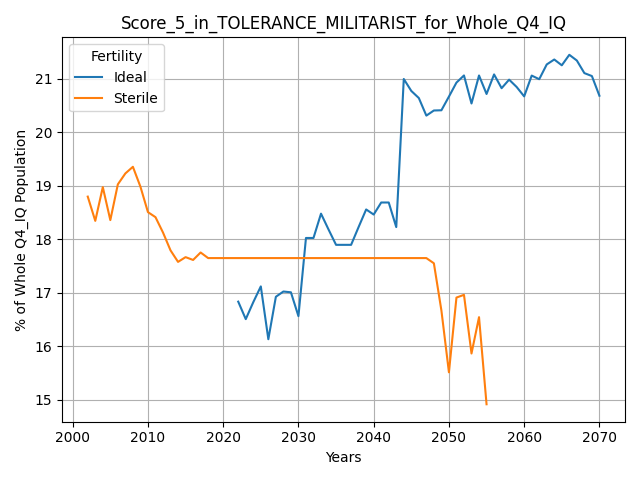 Score_5_in_TOLERANCE_MILITARIST_for_Whole_Q4_IQ
Fertility
Ideal
Sterile
% of Whole Q4_IQ Population
21
20
19
18
17
16
15
2000 2010 2020 2030 2040 2050 2060 2070
Years